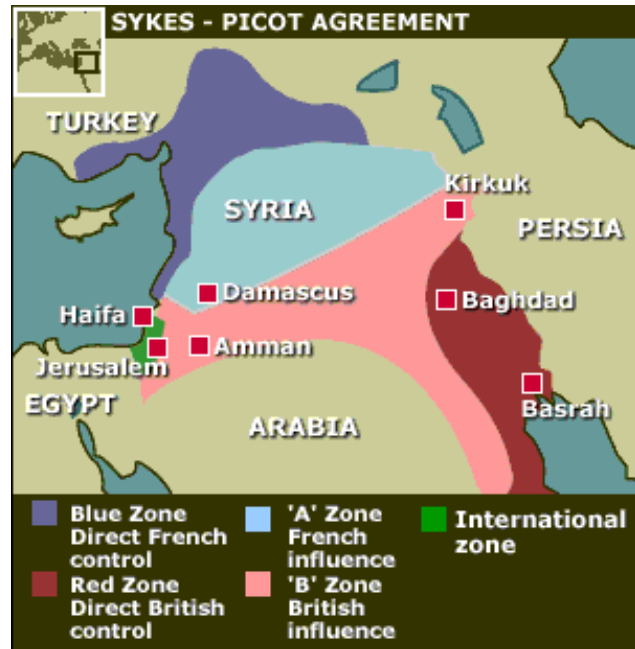 SYKES - PICOT AGREEMENT
TURKEY
Kirkuk
SYRIA
PERSIA
Damascus
Baghdad
Haifa
Jerusalem
Amman
Basrah
EGYPT
ARABIA
Blue Zone
Direct French
control
'A' Zone
French
influence
International
zone
Red Zone
Direct British
control
'B' Zone
British
influence